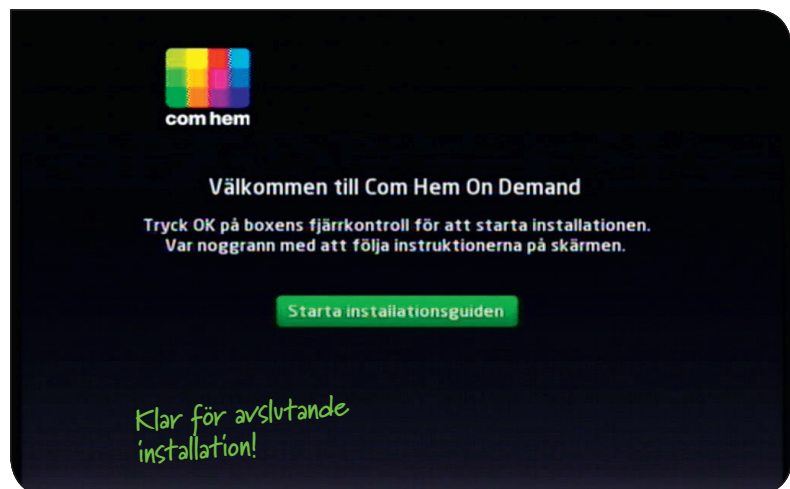 com hem
Välkommen till Com Hem On Demand
Tryck OK på boxens fjärrkontroll för att starta installationen.
Var noggrann med att följa instruktionerna på skärmen.
Starta installationsguiden
Klar för avslutande
installation!